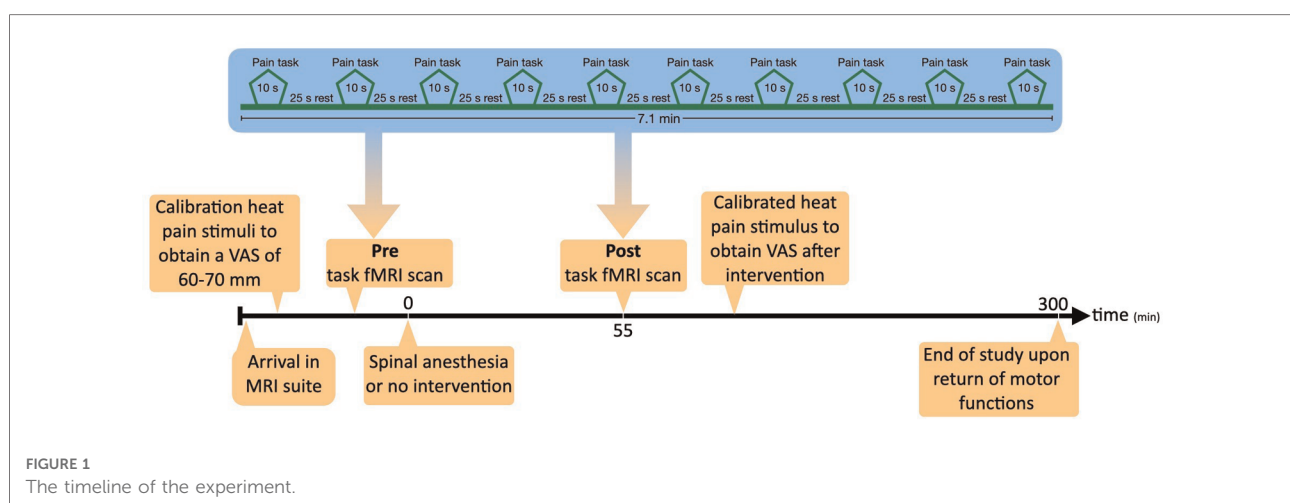 Pain task Pain task Pain task Pain task Pain task Pain task Pain task Pain task Pain task Pain task
10 s 10 s 10 s 10 s 10 s 10 s 10 s 10 s 10 s 10 s
25 s rest 25 s rest 25 s rest 25 s rest 25 s rest 25 s rest 25 s rest 25 s rest 25 s rest
7.1 min
Calibration heat
pain stimuli to
obtain a VAS of
60-70 mm
Pre
task fMRI scan
Post
task fMRI scan
Calibrated heat
pain stimulus to
obtain VAS after
intervention
0
55
300
time (min)
Arrival in
MRI suite
Spinal anesthesia
or no intervention
End of study upon
return of motor
functions
FIGURE 1
The timeline of the experiment.